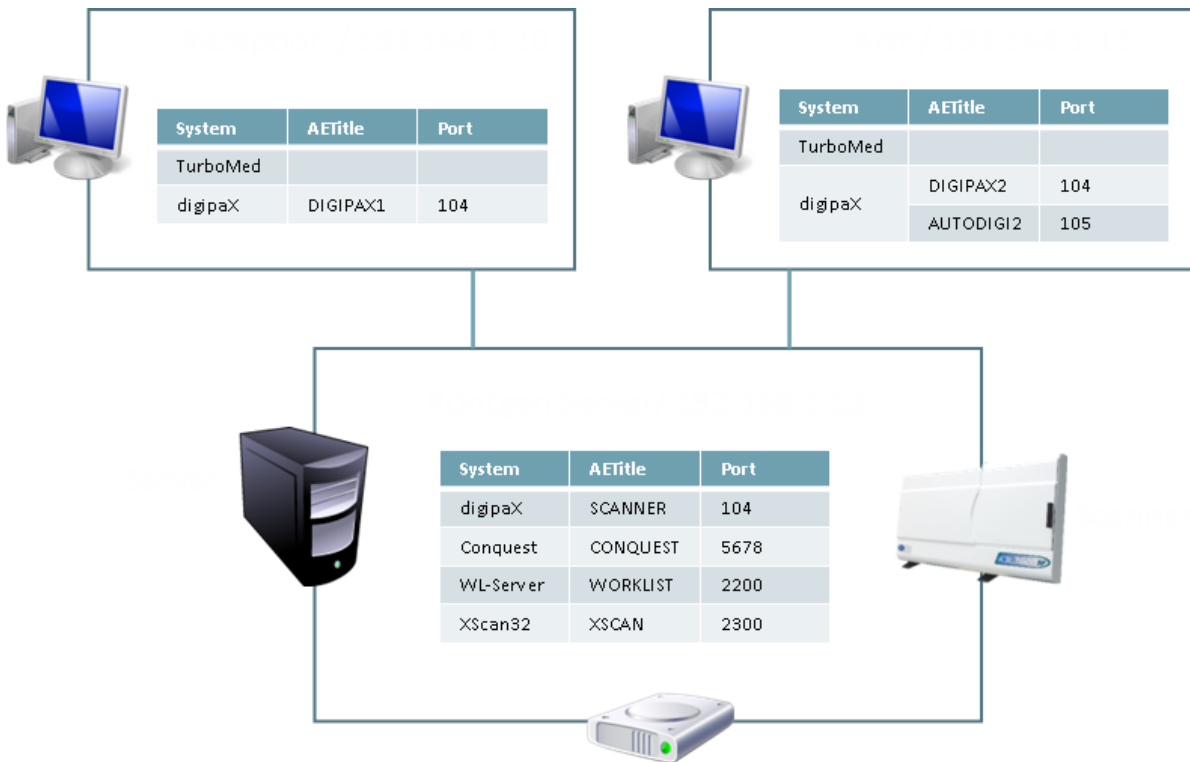 System AETitle Port
TurboMed
digipaX DIGIPAX1 104
System AETitle Port
TurboMed
digipaX
DIGIPAX2 104
AUTODIGI2 105
System AETitle Port
digipaX SCANNER 104
Conquest CONQUEST 5678
WL-Server WORKLIST 2200
XScan32 XSCAN 2300